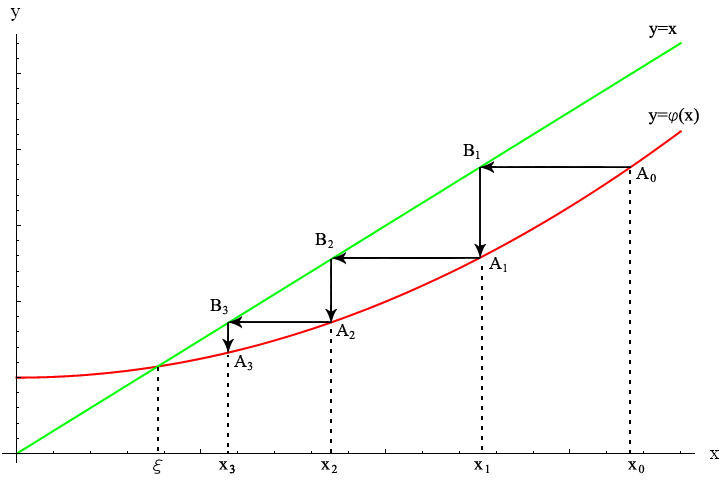 y
y=x
y=φ(x)
B₁
A₀
B₂
A₁
B₃
A₂
A₃
x
ξ x₃ x₂ x₁ x₀